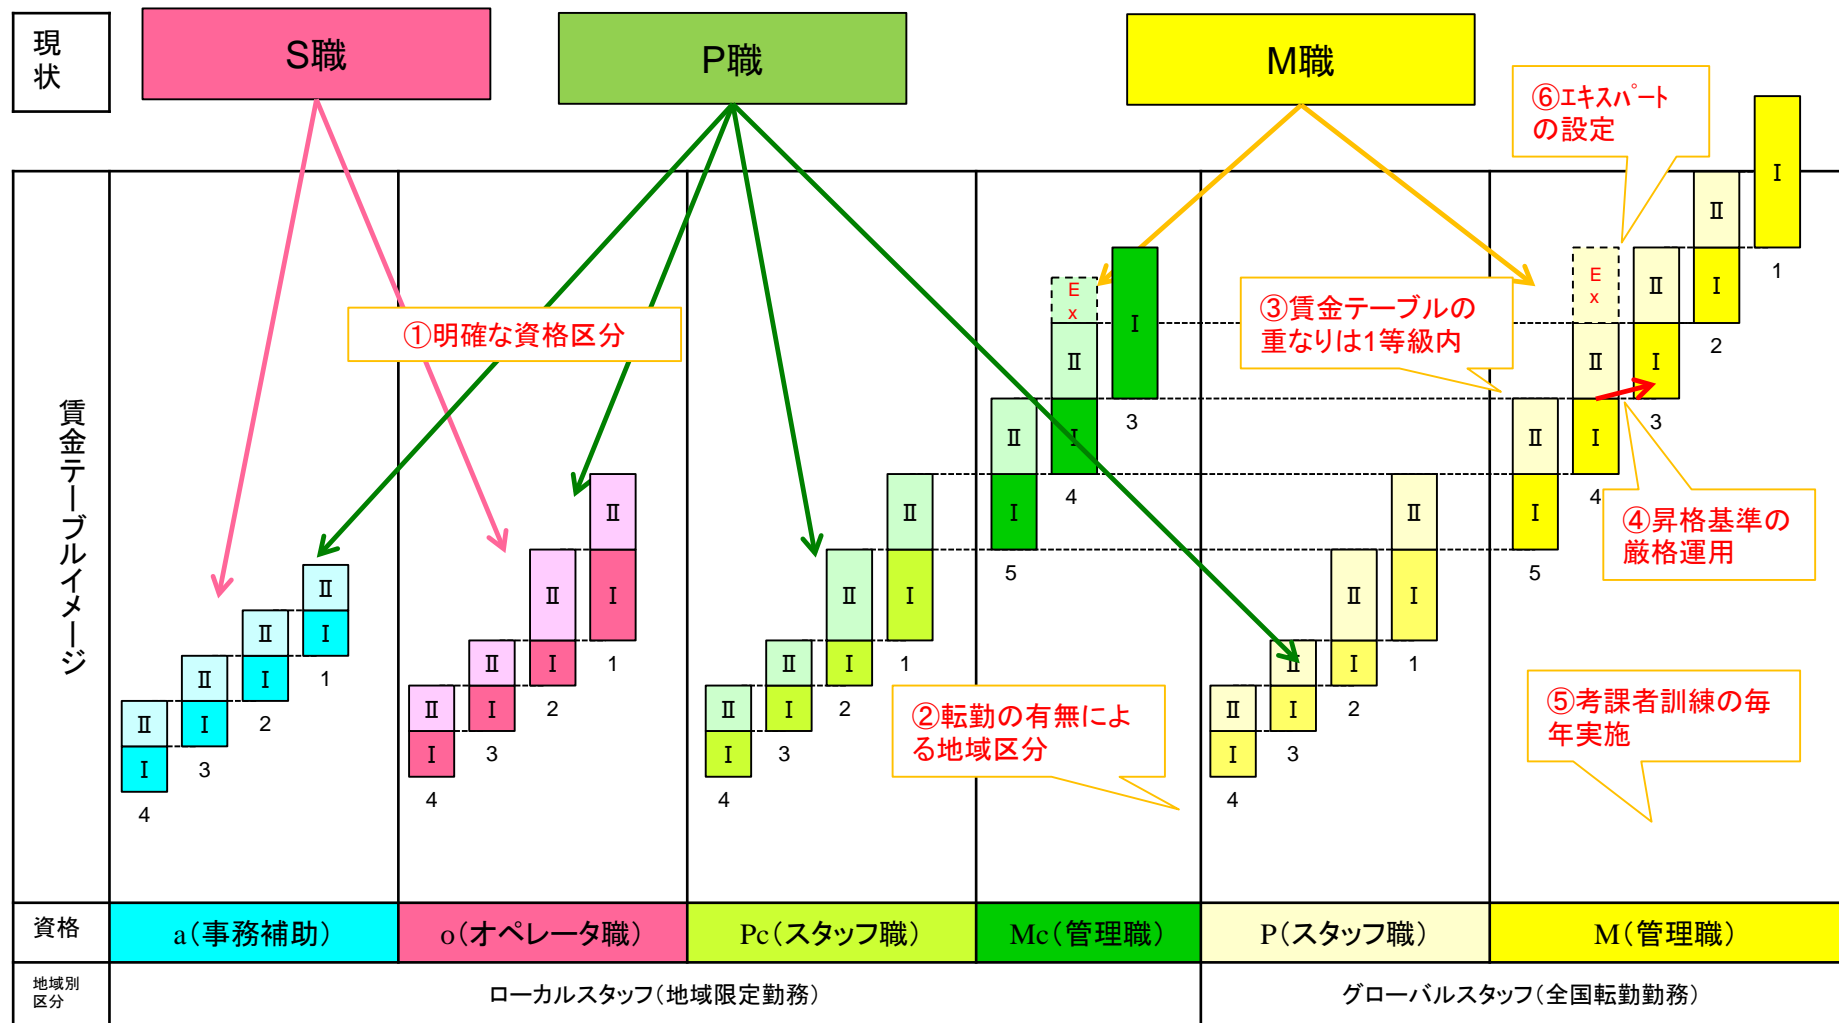 現
状
S職
P職
M職
⑥エキスパート
の設定
賃金テーブルイメージ
①明確な資格区分
③賃金テーブルの
重なりは1等級内
④昇格基準の
厳格運用
②転勤の有無によ
る地域区分
⑤考課者訓練の毎
年実施
Ⅱ
Ⅰ
4
Ⅱ
Ⅰ
3
Ⅱ
Ⅰ
2
Ⅱ
Ⅰ
1
Ⅱ
Ⅰ
4
Ⅱ
Ⅰ
3
Ⅱ
Ⅰ
2
Ⅱ
Ⅰ
1
Ⅱ
Ⅰ
4
Ⅱ
Ⅰ
3
Ⅱ
Ⅰ
2
Ⅱ
Ⅰ
1
Ⅱ
Ⅰ
5
E
x
Ⅱ
Ⅰ
4
Ⅰ
3
Ⅱ
Ⅰ
4
Ⅱ
Ⅰ
3
Ⅱ
Ⅰ
2
Ⅱ
Ⅰ
1
Ⅱ
Ⅰ
5
E
x
Ⅱ
Ⅰ
4
Ⅱ
Ⅰ
3
Ⅱ
Ⅰ
2
Ⅰ
1
資格
a(事務補助)
o(オペレータ職)
Pc(スタッフ職)
Mc(管理職)
P(スタッフ職)
M(管理職)
地域別
区分
ローカルスタッフ(地域限定勤務)
グローバルスタッフ(全国転勤勤務)